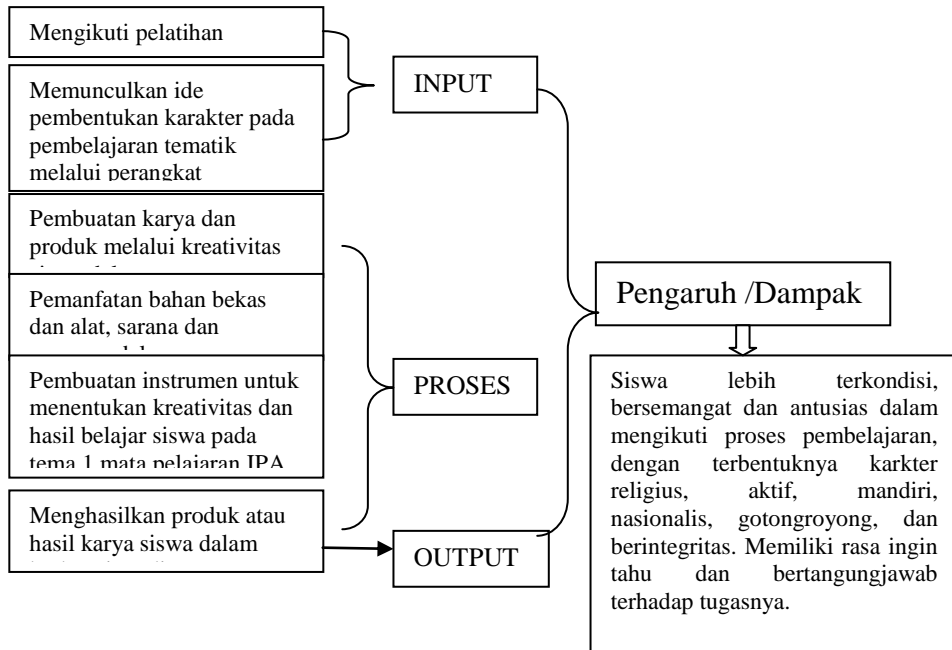 Mengikuti pelatihan
Memunculkan ide
pembentukan karakter pada
pembelajaran tematik
melalui perangkat
Pembuatan karya dan
produk melalui kreativitas
Pemanfatan bahan bekas
dan alat, sarana dan
Pembuatan instrumen untuk
menentukan kreativitas dan
hasil belajar siswa pada
tema 1 mata pelajaran IPA
Menghasilkan produk atau
hasil karya siswa dalam
INPUT
PROSES
OUTPUT
Pengaruh /Dampak
Siswa lebih terkondisi,
bersemangat dan antusias dalam
mengikuti proses pembelajaran,
dengan terbentuknya karkter
religius, aktif, mandiri,
nasionalis, gotongroyong, dan
berintegritas. Memiliki rasa ingin
tahu dan bertangungjawab
terhadap tugasnya.